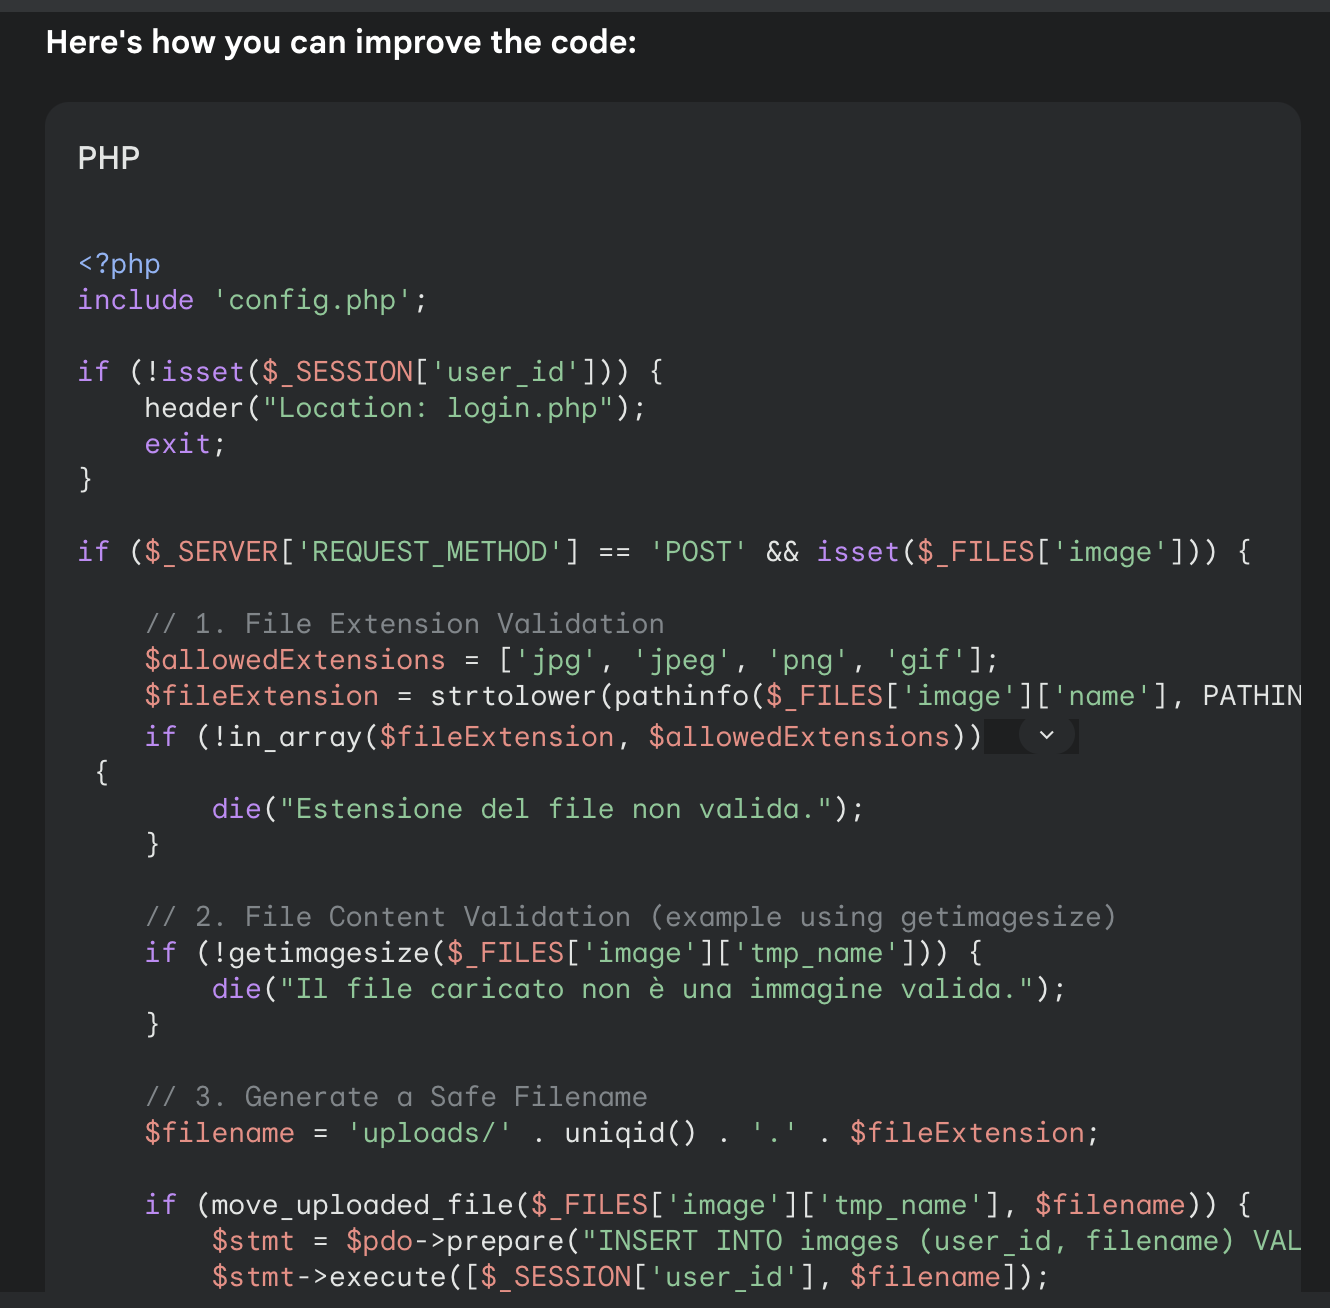 Here's how you can improve the code:
PHP
<?php
include 'config.php';
if (!isset($_SESSION['user_id'])) {
    header("Location: login.php");
    exit;
}
if ($_SERVER['REQUEST_METHOD'] == 'POST' && isset($_FILES['image'])) {
    // 1. File Extension Validation
    $allowedExtensions = ['jpg', 'jpeg', 'png', 'gif'];
    $fileExtension = strtolower(pathinfo($_FILES['image']['name'], PATHIN
    if (!in_array($fileExtension, $allowedExtensions))
 {
        die("Estensione del file non valida.");
    }
    // 2. File Content Validation (example using getimagesize)
    if (!getimagesize($_FILES['image']['tmp_name'])) {
        die("Il file caricato non è una immagine valida.");
    }
    // 3. Generate a Safe Filename
    $filename = 'uploads/' . uniqid() . '.' . $fileExtension;
    if (move_uploaded_file($_FILES['image']['tmp_name'], $filename)) {
        $stmt = $pdo->prepare("INSERT INTO images (user_id, filename) VAL
        $stmt->execute([$_SESSION['user_id'], $filename]);